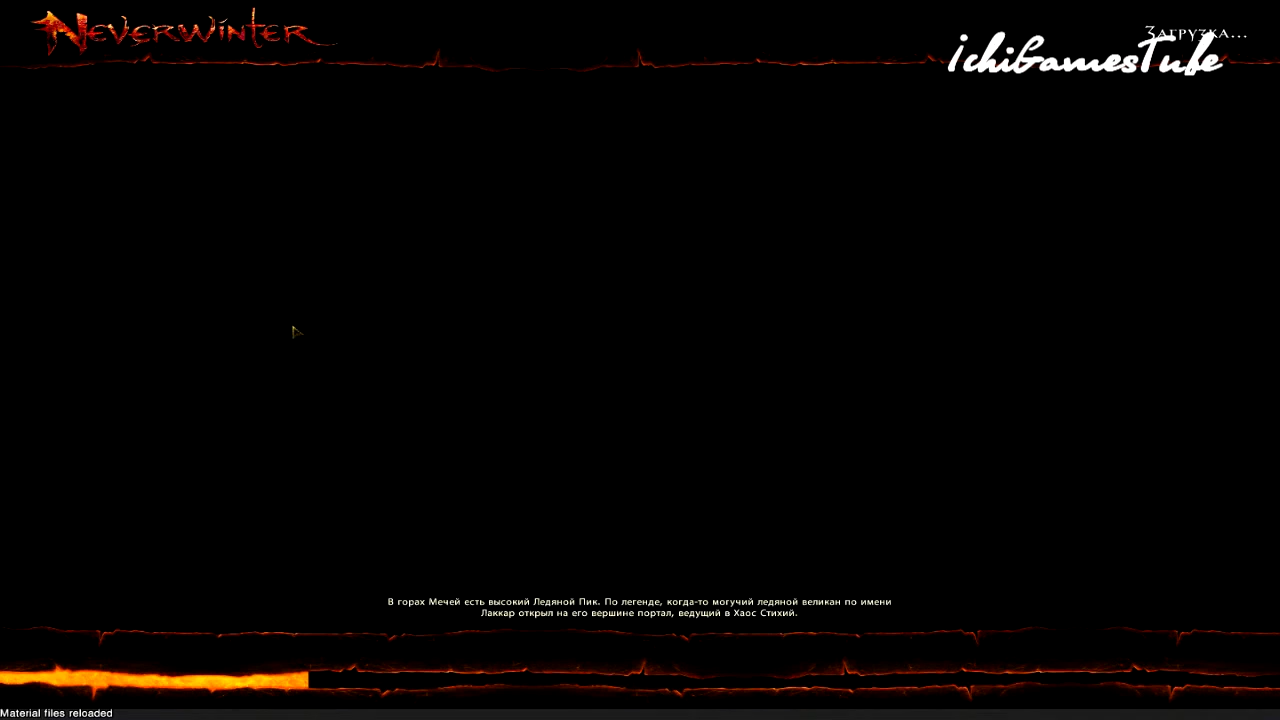 Neverwinter
Загрузка...
ichiGamesTube
В горах Мечей есть высокий Ледяной Пик. По легенде, когда-то могучий ледяной великан по имени
Лаккар открыл на его вершине портал, ведущий в Хаос Стихий.
Material files reloaded